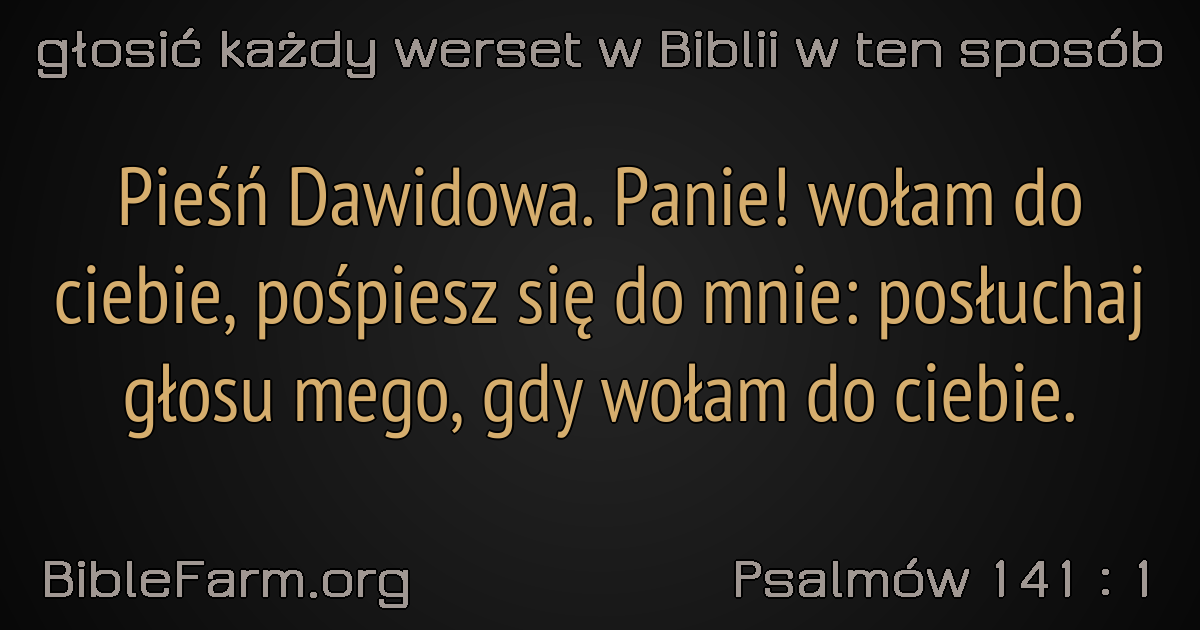 głosić każdy werset w Biblii w ten sposób
Pieśń Dawidowa. Panie! wołam do
ciebie, pośpiesz się do mnie: posłuchaj
głosu mego, gdy wołam do ciebie.
BibleFarm.org
Psalmów 141 : 1